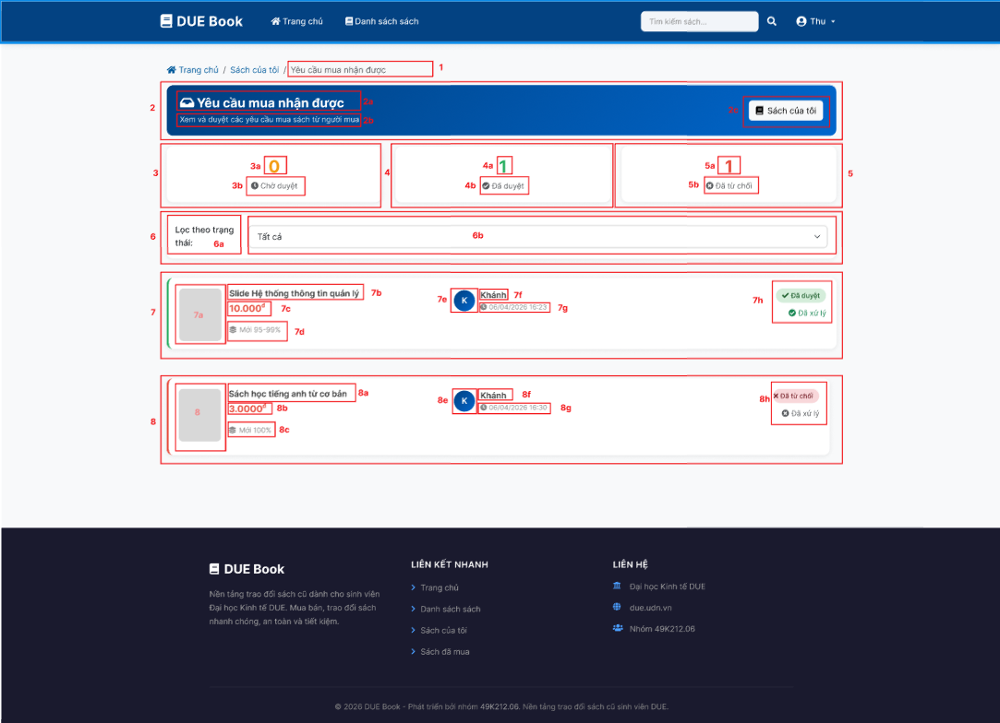 DUE Book Trang chủ Danh sách sách Tìm kiếm sách... Thu
Trang chủ / Sách của tôi / Yêu cầu mua nhận được 1
2
Yêu cầu mua nhận được 2a
Xem và duyệt các yêu cầu mua sách từ người mua 2b
Sách của tôi
3 3a 0
3b Chờ duyệt
4 4a 1
4b Đã duyệt
5a 1 5
5b Đã từ chối
6 Lọc theo trạng
thái: 6a
Tất cả 6b
7 7a
Slide Hệ thống thông tin quản lý 7b
10.000đ 7c
Mới 95-99% 7d
7e K Khánh 7f
06/04/2026 16:23 7g
7h Đã duyệt
Đã xử lý
8 8
Sách học tiếng anh từ cơ bản 8a
3.0000đ 8b
Mới 100% 8c
8e K Khánh 8f
06/04/2026 16:30 8g
8h Đã từ chối
Đã xử lý
DUE Book
Nền tảng trao đổi sách cũ dành cho sinh viên
Đại học Kinh tế DUE. Mua bán, trao đổi sách
nhanh chóng, an toàn và tiết kiệm.
LIÊN KẾT NHANH
Trang chủ
Danh sách sách
Sách của tôi
Sách đã mua
LIÊN HỆ
Đại học Kinh tế DUE
due.udn.vn
Nhóm 49K212.06
© 2026 DUE Book - Phát triển bởi nhóm 49K212.06. Nền tảng trao đổi sách cũ sinh viên DUE.